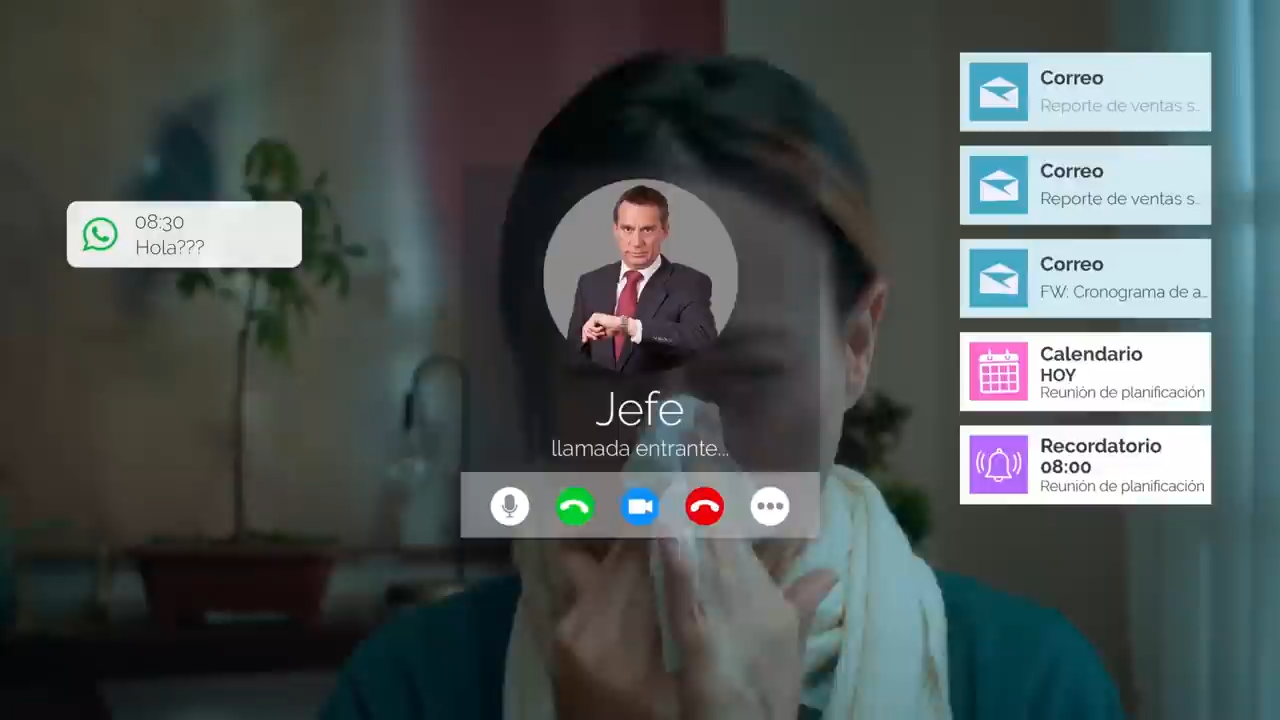 08:30
Hola???
Jefe
llamada entrante...
Correo
Reporte de ventas s..
Correo
Reporte de ventas s..
Correo
FW: Cronograma de a..
Calendario
HOY
Reunión de planificación
Recordatorio
08:00
Reunión de planificación